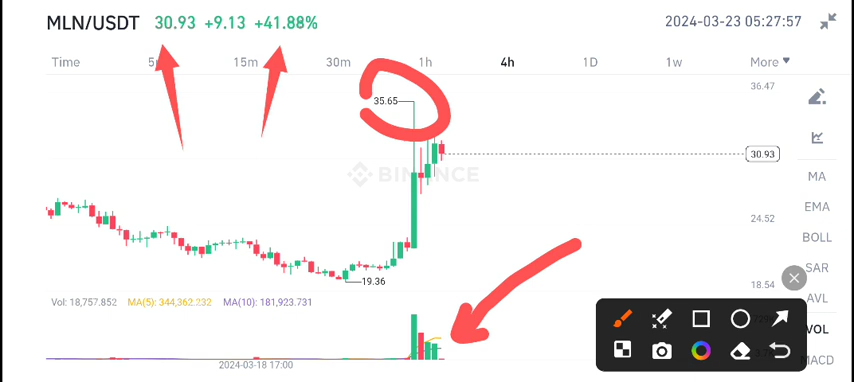 MLN/USDT 30.93 +9.13 +41.88% 2024-03-23 05:27:57
Time 15m 30m 1h 4h 1D 1w More
36.47
35.65
30.93
BINANCE
MA
EMA
24.52
BOLL
SAR
19.36
18.54
AVL
Vol: 18,757.852 MA(5): 344,362.232 MA(10): 181,923.731
VOL
MACD
2024-03-18 17:00